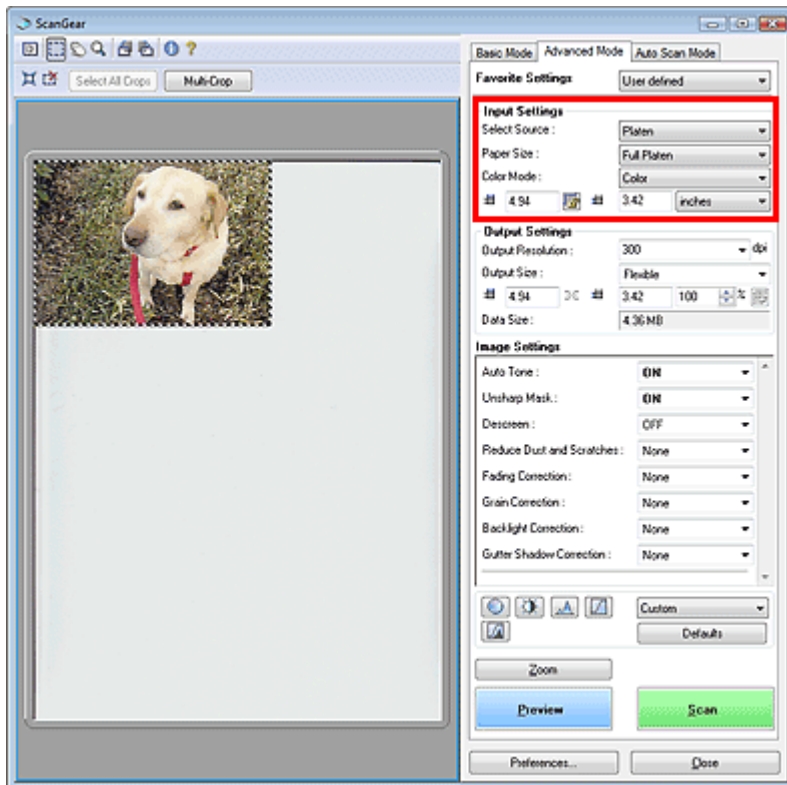 ScanGear
Select All Crops Multi-Crop
Basic Mode Advanced Mode Auto Scan Mode
Favorite Settings User defined
Input Settings
Select Source : Platen
Paper Size : Full Platen
Color Mode : Color
4.94 3.42 inches
Output Settings
Output Resolution : 300 dpi
Output Size : Flexible
4.94 3.42 100 %
Data Size : 4.36 MB
Image Settings
Auto Tone : ON
Unsharp Mask : ON
Descreen : OFF
Reduce Dust and Scratches : None
Fading Correction : None
Grain Correction : None
Backlight Correction : None
Gutter Shadow Correction : None
Custom
Defaults
Zoom
Preview Scan
Preferences... Close